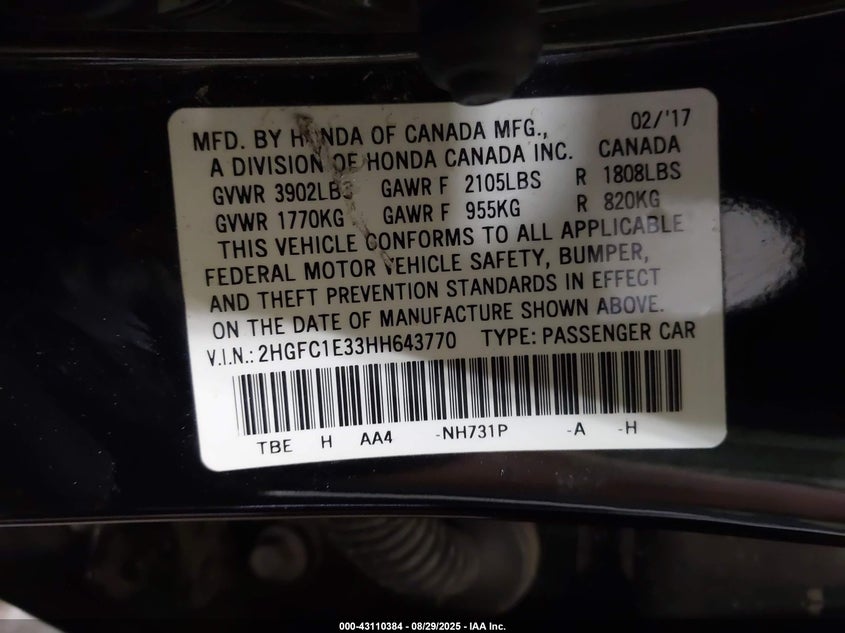 MFD. BY HONDA OF CANADA MFG., 02/'17
A DIVISION OF HONDA CANADA INC. CANADA
GVWR 3902LBS GAWR F 2105LBS R 1808LBS
GVWR 1770KG GAWR F 955KG R 820KG
THIS VEHICLE CONFORMS TO ALL APPLICABLE
FEDERAL MOTOR VEHICLE SAFETY, BUMPER,
AND THEFT PREVENTION STANDARDS IN EFFECT
ON THE DATE OF MANUFACTURE SHOWN ABOVE.
V.I.N.: 2HGFC1E33HH643770 TYPE: PASSENGER CAR
TBE H AA4 -NH731P -A -H
000-43110384 - 08/29/2025 - IAA Inc.